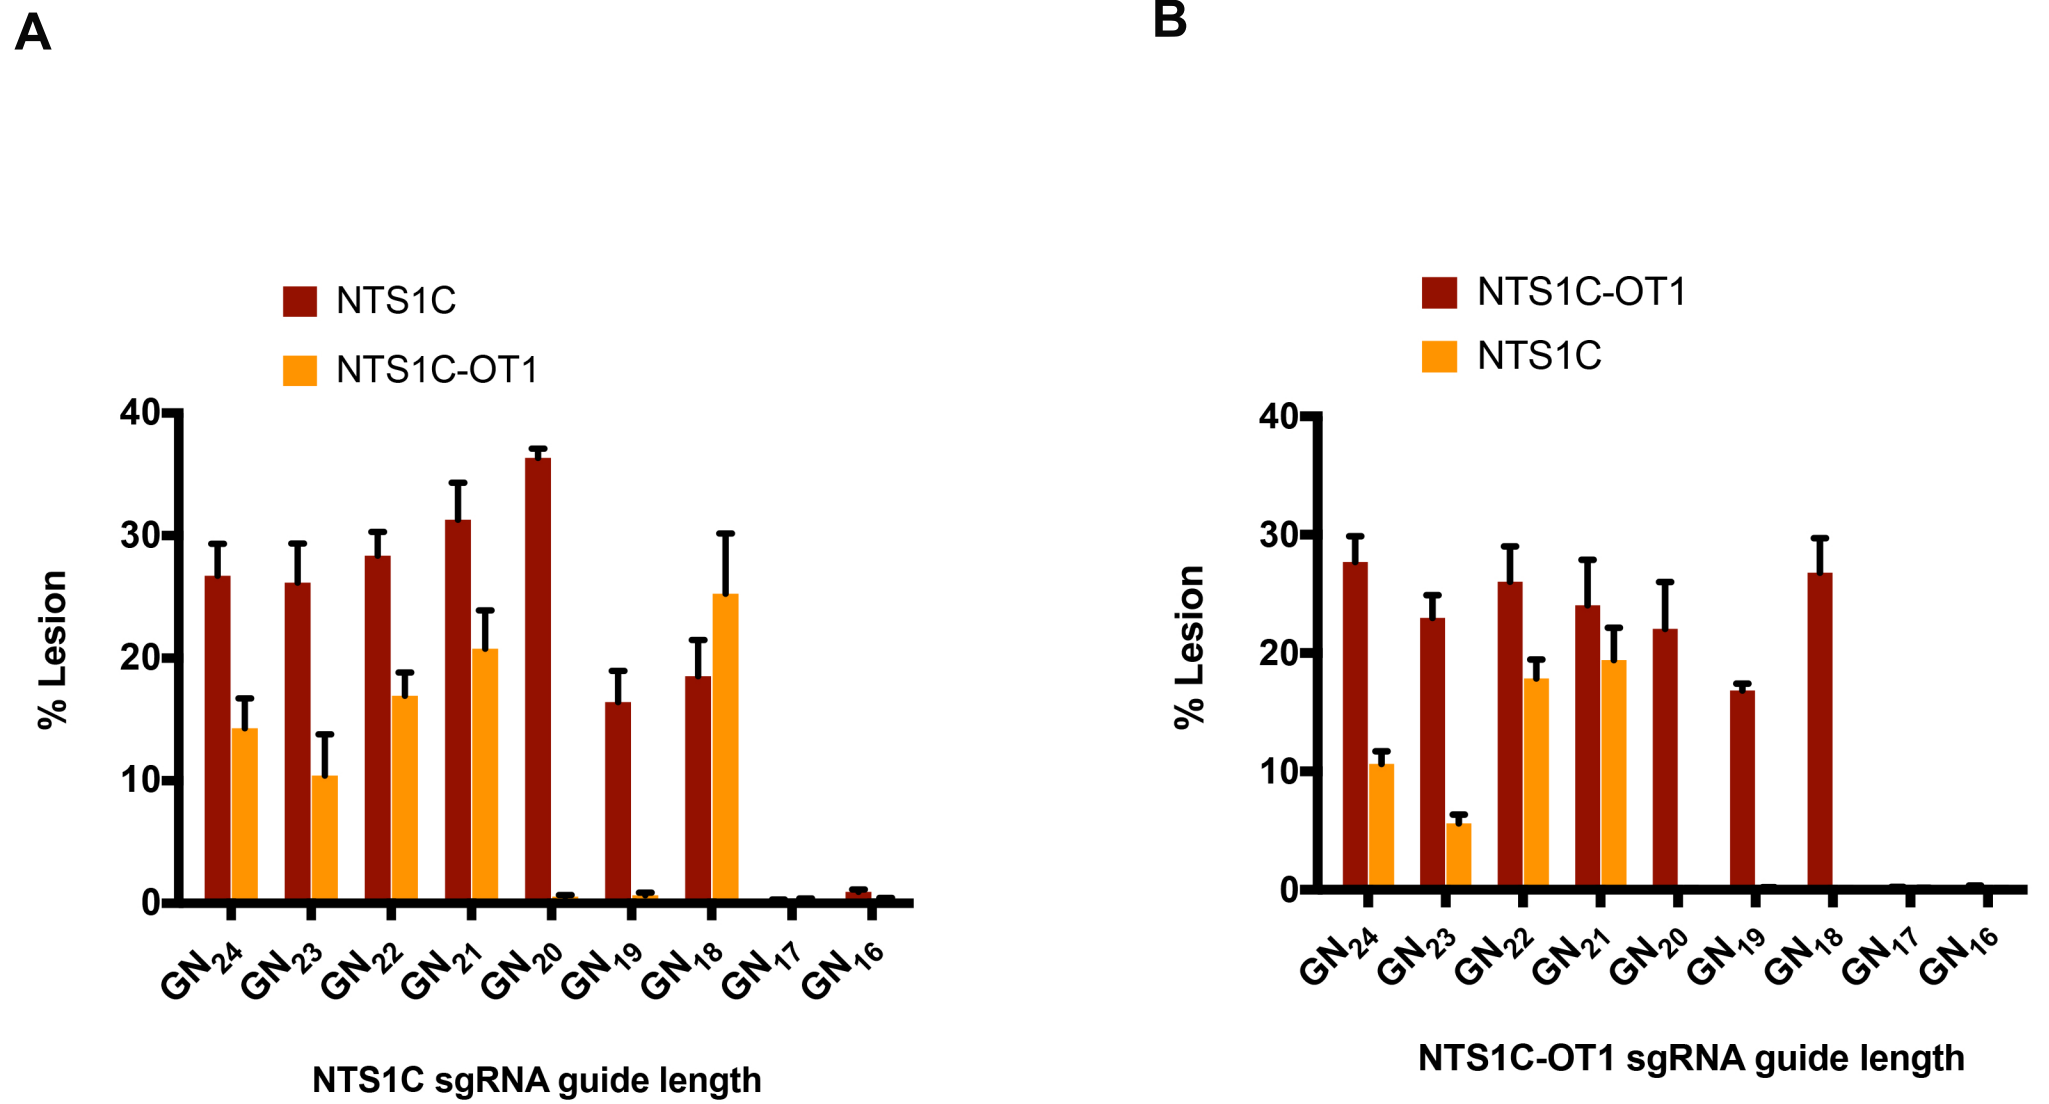 A
NTS1C
NTS1C-OT1
40
30
20
10
0
% Lesion
GN24 GN23 GN22 GN21 GN20 GN19 GN18 GN17 GN16
NTS1C sgRNA guide length
B
NTS1C-OT1
NTS1C
40
30
20
10
0
% Lesion
GN24 GN23 GN22 GN21 GN20 GN19 GN18 GN17 GN16
NTS1C-OT1 sgRNA guide length